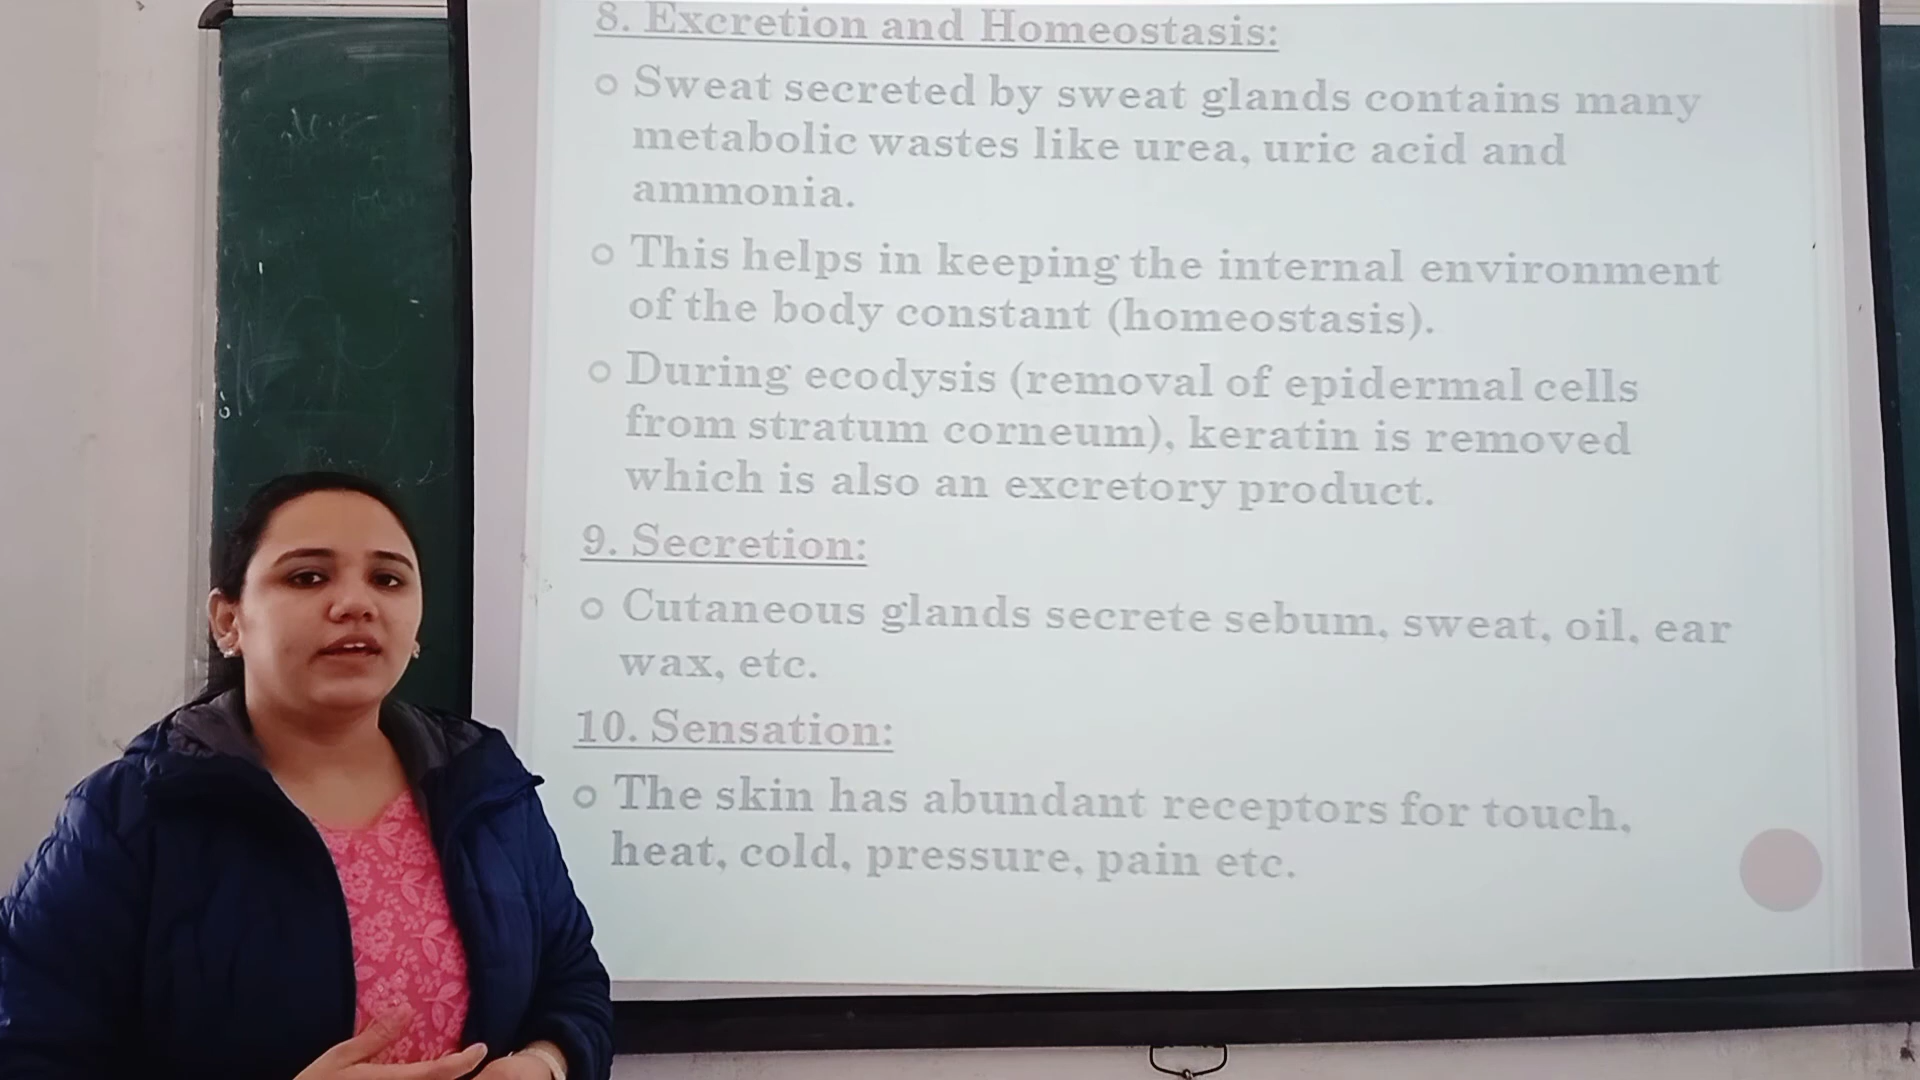 8. Excretion and Homeostasis:
Sweat secreted by sweat glands contains many
metabolic wastes like urea, uric acid and
ammonia.
This helps in keeping the internal environment
of the body constant (homeostasis).
During ecodysis (removal of epidermal cells
from stratum corneum), keratin is removed
which is also an excretory product.
9. Secretion:
Cutaneous glands secrete sebum, sweat, oil, ear
wax, etc.
10. Sensation:
The skin has abundant receptors for touch,
heat, cold, pressure, pain etc.